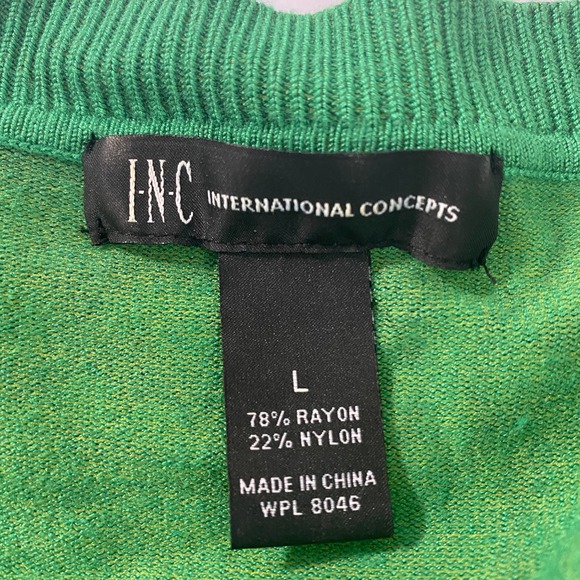 I-N-C INTERNATIONAL CONCEPTS
L
78% RAYON
22% NYLON
MADE IN CHINA
WPL 8046